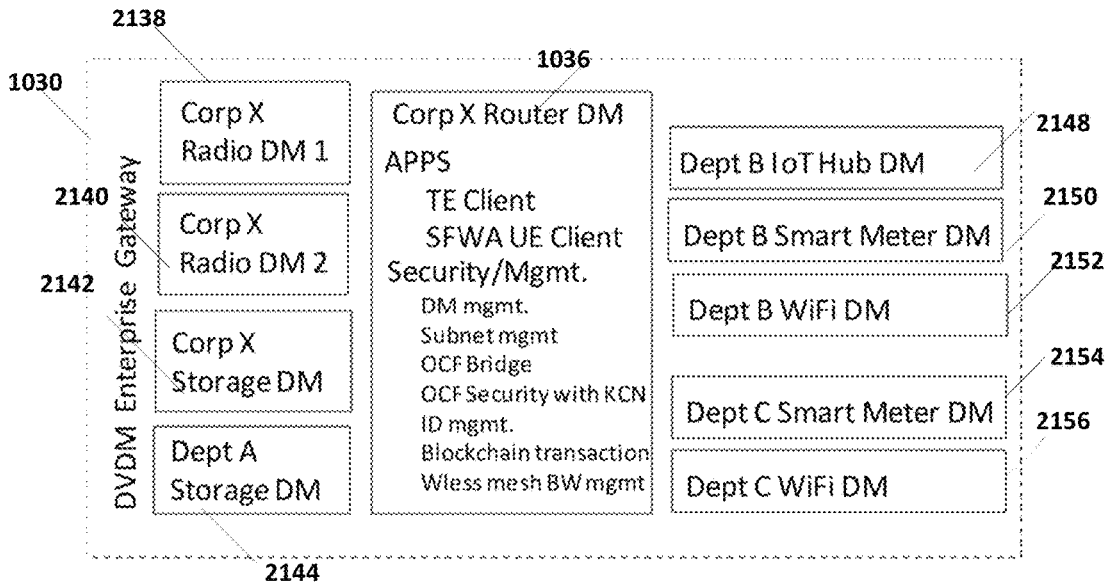 2138
1030
1036
DVDM Enterprise Gateway
Corp X
Radio DM 1
2140
Corp X
Radio DM 2
2142
Corp X
Storage DM
Dept A
Storage DM
2144
Corp X Router DM
APPS
TE Client
SFWA UE Client
Security/Mgmt.
DM mgmt.
Subnet mgmt
OCF Bridge
OCF Security with KCN
ID mgmt.
Blockchain transaction
Wless mesh BW mgmt
2148
Dept B IoT Hub DM
2150
Dept B Smart Meter DM
2152
Dept B WiFi DM
2154
Dept C Smart Meter DM
2156
Dept C WiFi DM